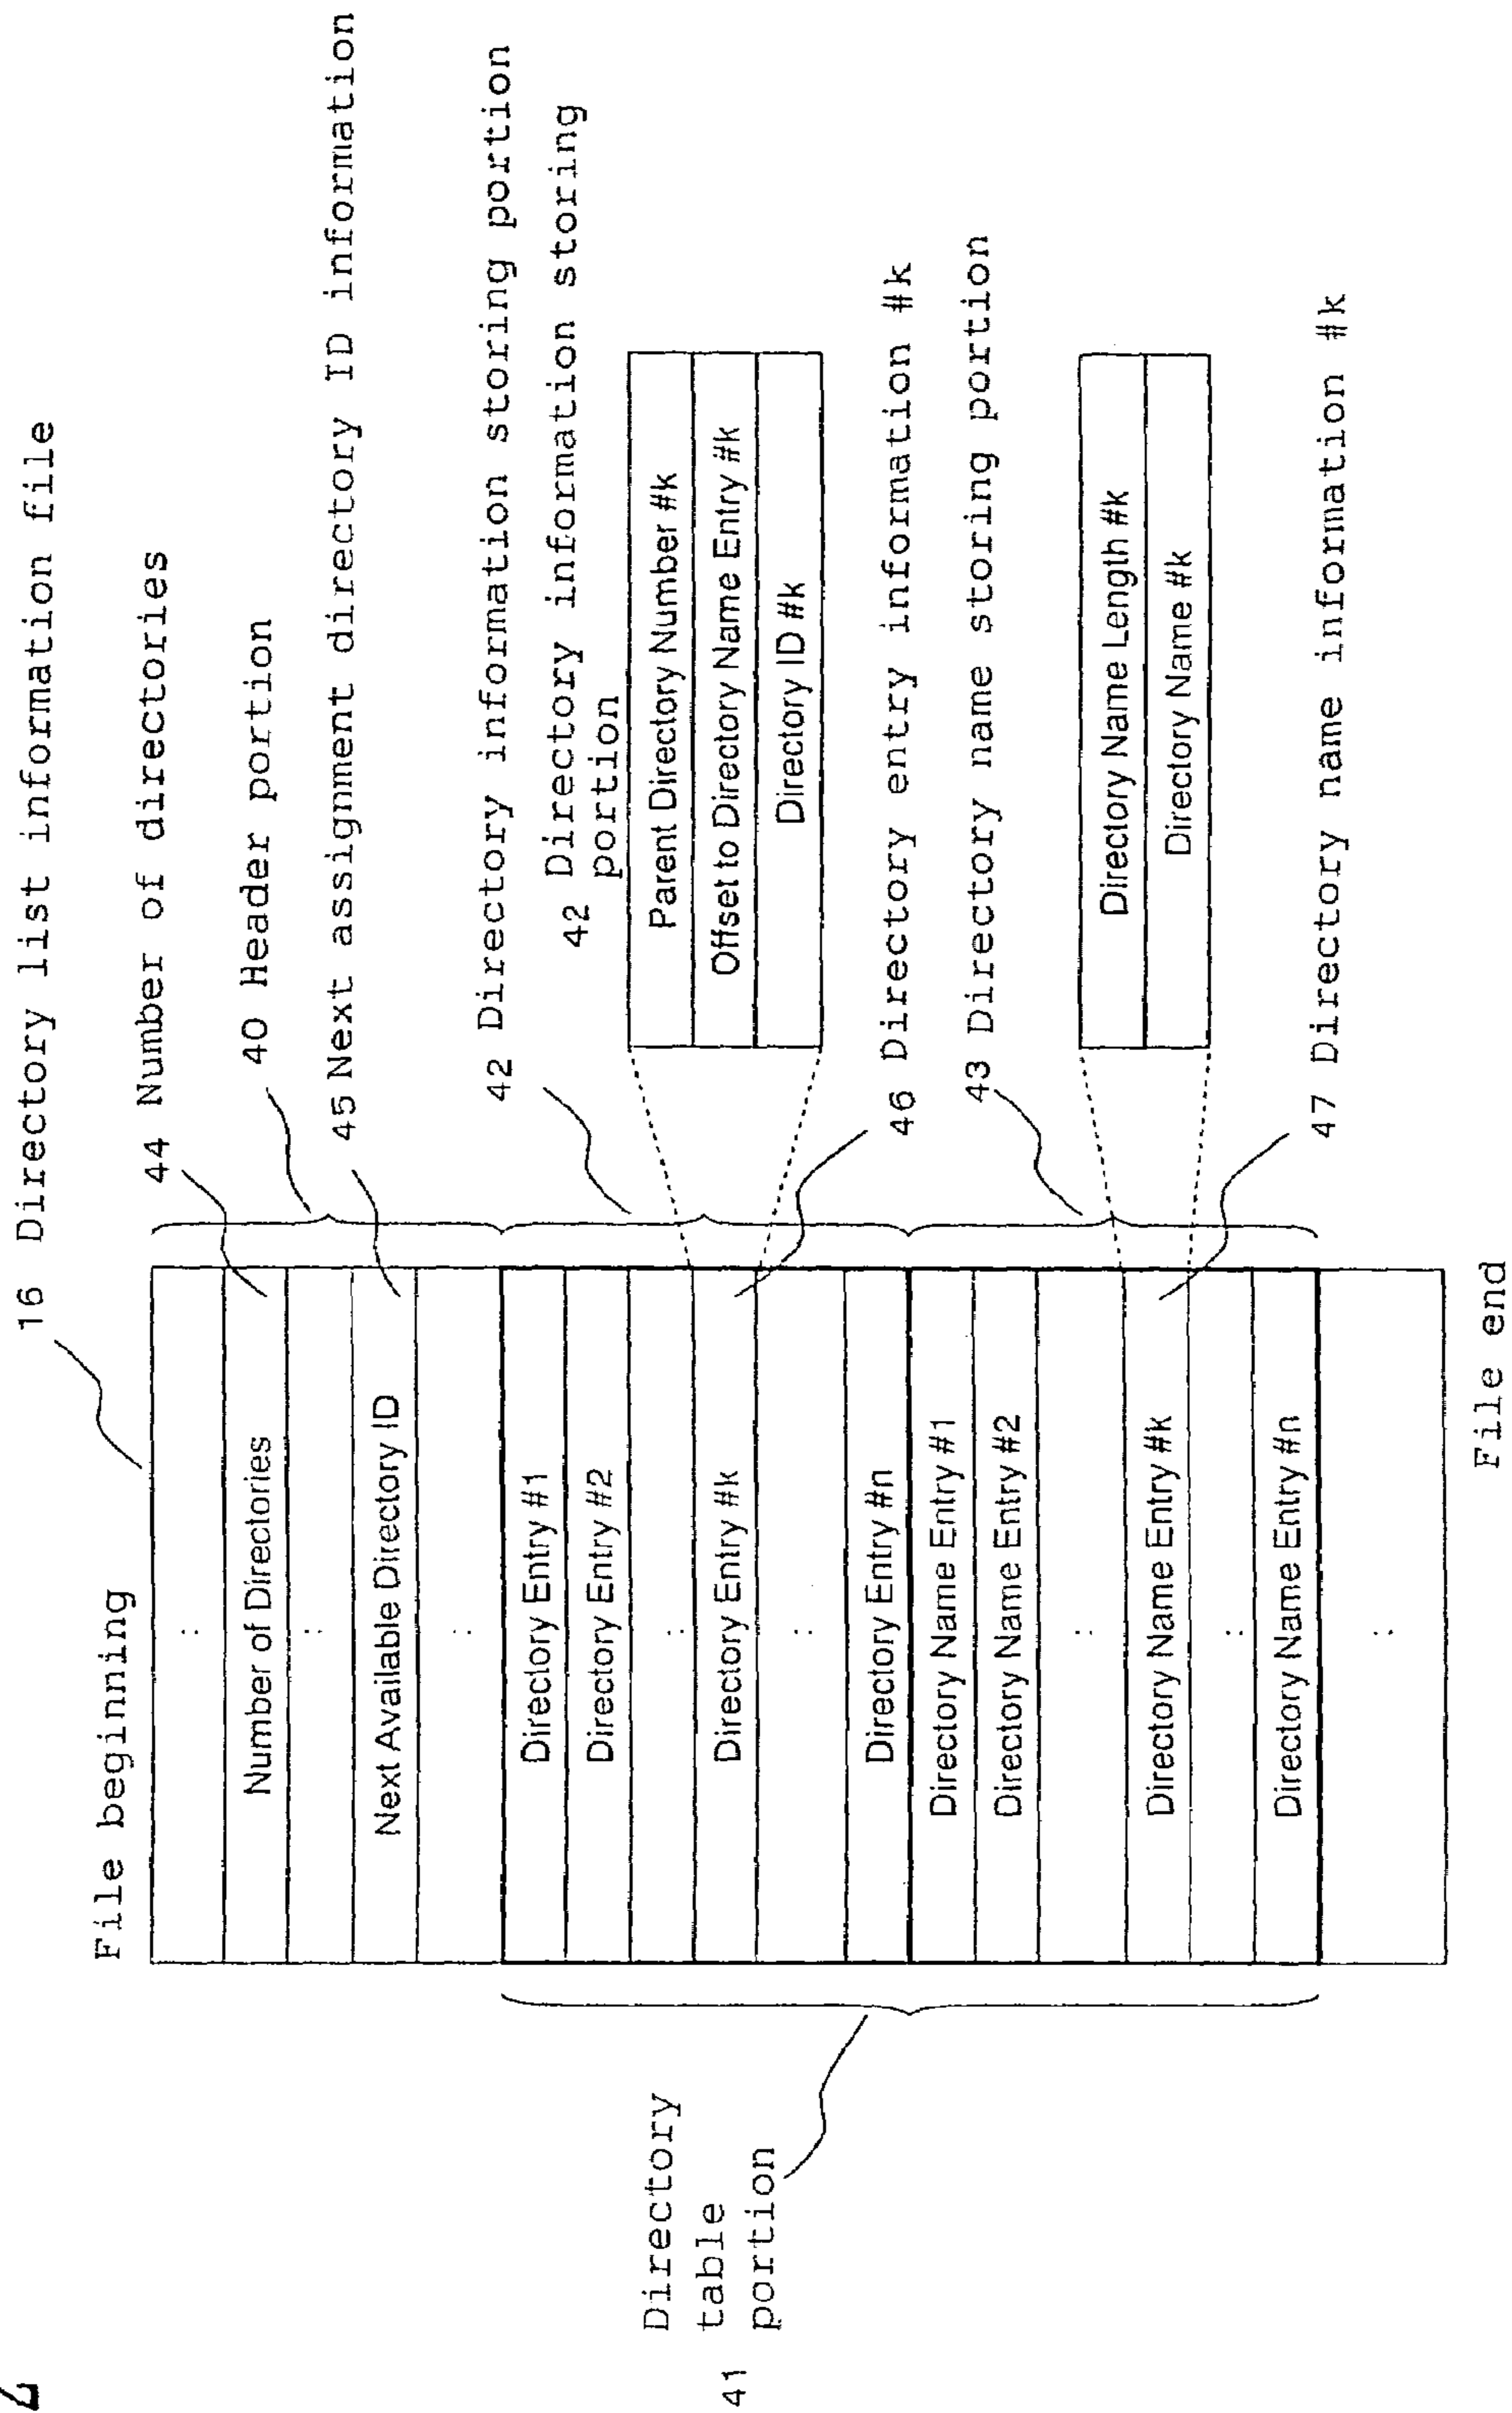 7
16 Directory list information file
File beginning
44 Number of directories
40 Header portion
45 Next assignment directory ID information
42 Directory information storing portion
42 Directory information storing
portion
46 Directory entry information #k
43 Directory name storing portion
47 Directory name information #k
:
Number of Directories
:
Next Available Directory ID
:
Directory Entry #1
Directory Entry #2
:
Directory Entry #k
:
Directory Entry #n
Directory Name Entry #1
Directory Name Entry #2
:
Directory Name Entry #k
:
Directory Name Entry #n
:
File end
Parent Directory Number #k
Offset to Directory Name Entry #k
Directory ID #k
Directory Name Length #k
Directory Name #k
Directory
table
41 portion